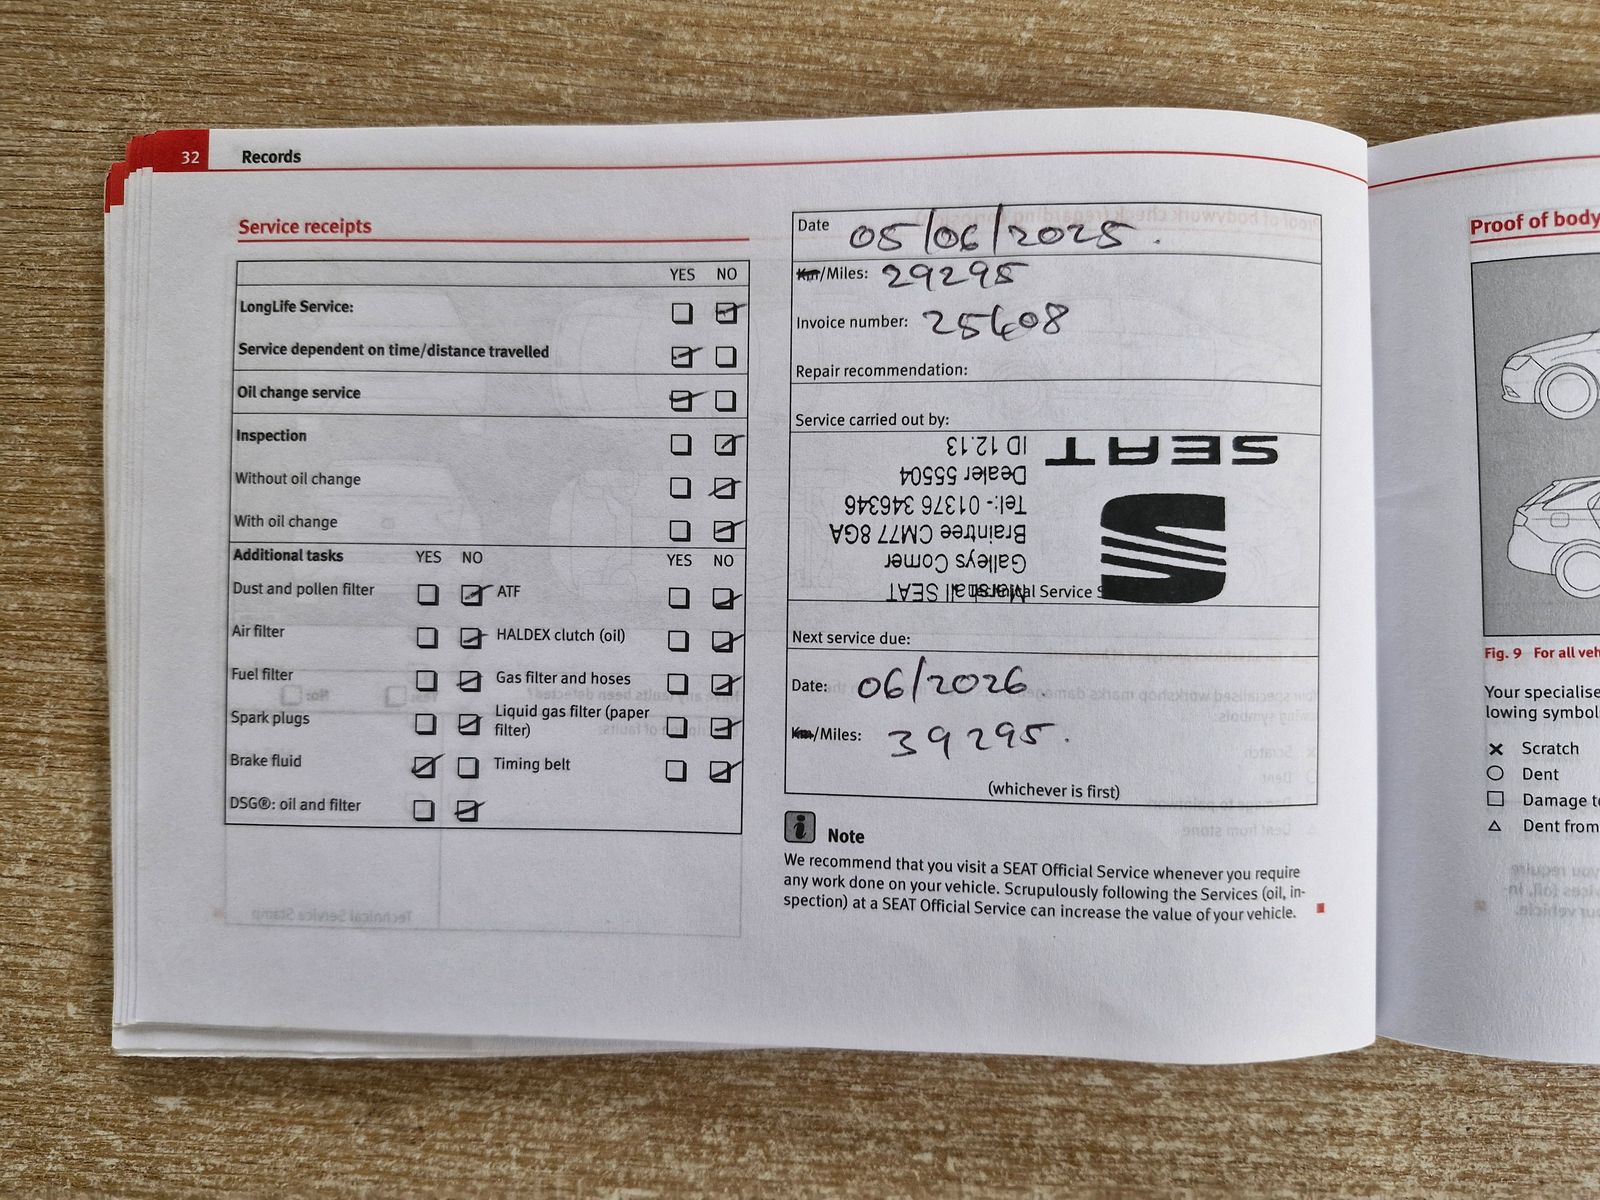 32 Records
Service receipts
YES NO
LongLife Service:
Service dependent on time/distance travelled
Oil change service
Inspection
Without oil change
With oil change
Additional tasks YES NO YES NO
Dust and pollen filter ATF
Air filter HALDEX clutch (oil)
Fuel filter Gas filter and hoses
Spark plugs Liquid gas filter (paper
filter)
Brake fluid Timing belt
DSG®: oil and filter
Date 05/06/2025.
Km/Miles: 29295
Invoice number: 25608
Repair recommendation:
Service carried out by:
Marshall SEAT
Galleys Corner
Braintree CM77 8GA
Tel:- 01376 346346
Dealer 55504
ID 12.13
SEAT
Technical Service
Next service due:
Date: 06/2026.
Km/Miles: 39295.
(whichever is first)
i Note
We recommend that you visit a SEAT Official Service whenever you require
any work done on your vehicle. Scrupulously following the Services (oil, in-
spection) at a SEAT Official Service can increase the value of your vehicle.
Proof of body
Fig. 9 For all veh
Your specialise
lowing symbol
Scratch
Dent
Damage to
Dent from